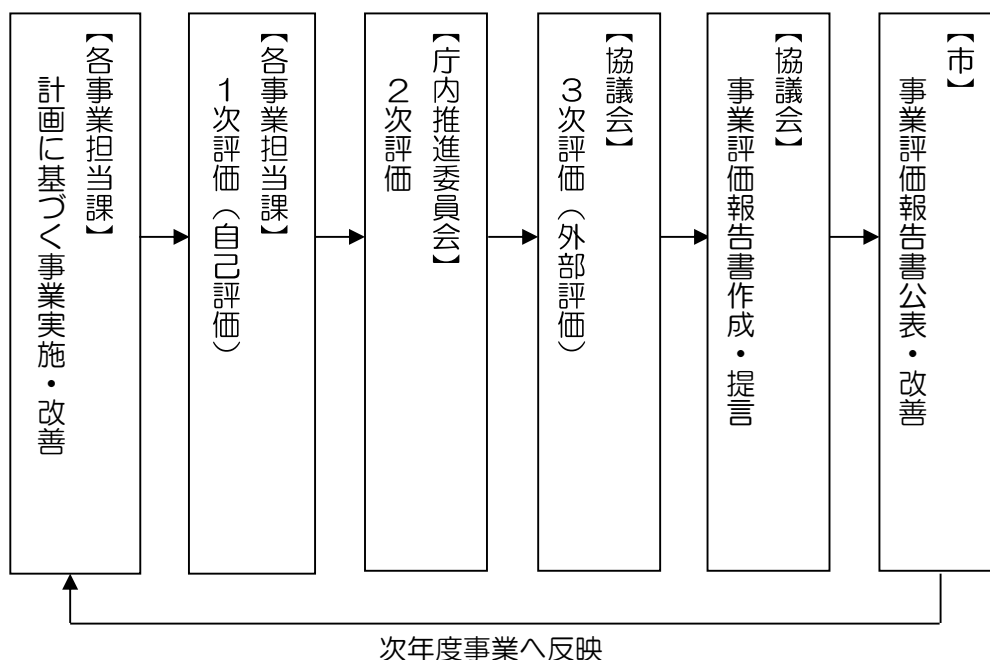 【各事業担当課】
計画に基づく事業実施・改善
【各事業担当課】
１次評価（自己評価）
【庁内推進委員会】
２次評価
【協議会】
３次評価（外部評価）
【協議会】
事業評価報告書作成・提言
【市】
事業評価報告書公表・改善
次年度事業へ反映